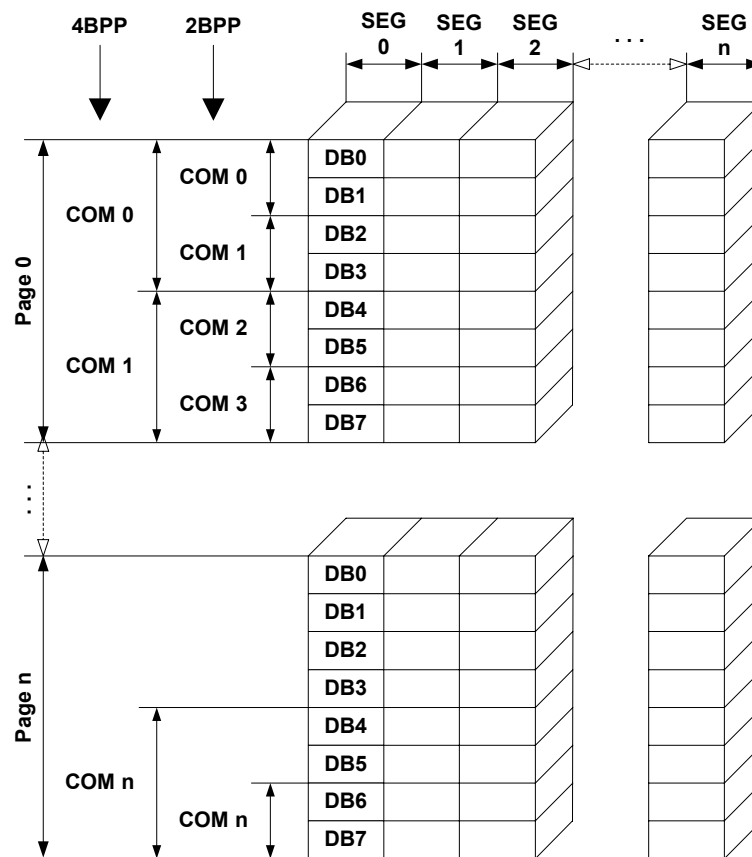 4BPP 2BPP SEG 0 SEG 1 SEG 2 . . . SEG n
Page 0
COM 0
COM 1
COM 0
COM 1
COM 2
COM 3
DB0
DB1
DB2
DB3
DB4
DB5
DB6
DB7
. . .
Page n
COM n
COM n
DB0
DB1
DB2
DB3
DB4
DB5
DB6
DB7